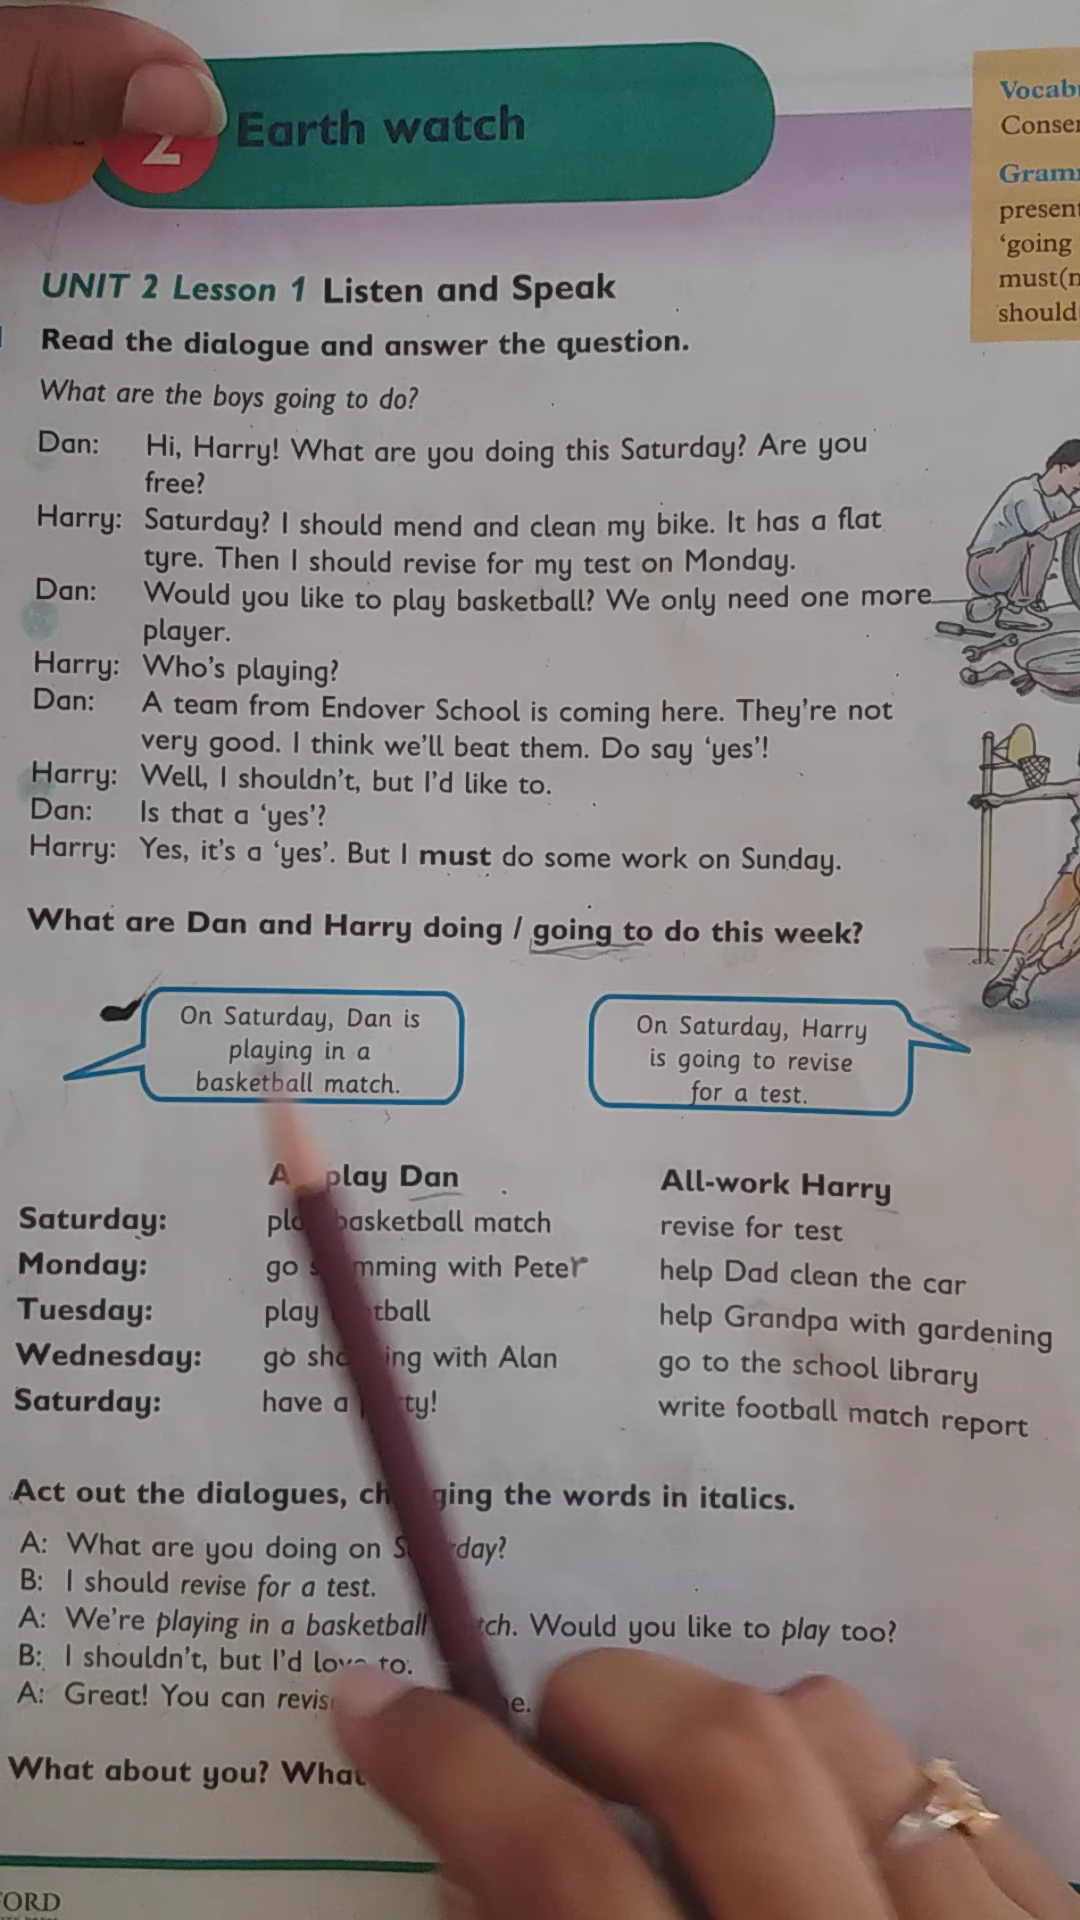 2
Earth watch
Vocab
Conser
Gram
present
'going
must(n
should
UNIT 2 Lesson 1 Listen and Speak
Read the dialogue and answer the question.
What are the boys going to do?
Dan: Hi, Harry! What are you doing this Saturday? Are you
free?
Harry: Saturday? I should mend and clean my bike. It has a flat
tyre. Then I should revise for my test on Monday.
Dan: Would you like to play basketball? We only need one more
player.
Harry: Who's playing?
Dan: A team from Endover School is coming here. They're not
very good. I think we'll beat them. Do say 'yes'!
Harry: Well, I shouldn't, but I'd like to.
Dan: Is that a 'yes'?
Harry: Yes, it's a 'yes'. But I must do some work on Sunday.
What are Dan and Harry doing / going to do this week?
On Saturday, Dan is
playing in a
basketball match.
On Saturday, Harry
is going to revise
for a test.
play Dan
All-work Harry
Saturday: basketball match revise for test
Monday: go mming with Peter help Dad clean the car
Tuesday: play tball help Grandpa with gardening
Wednesday: go ing with Alan go to the school library
Saturday: have a ty! write football match report
Act out the dialogues, ging the words in italics.
A: What are you doing on day?
B: I should revise for a test.
A: We're playing in a basketball tch. Would you like to play too?
B: I shouldn't, but I'd love to.
A: Great! You can revis e.
What about you? What
FORD